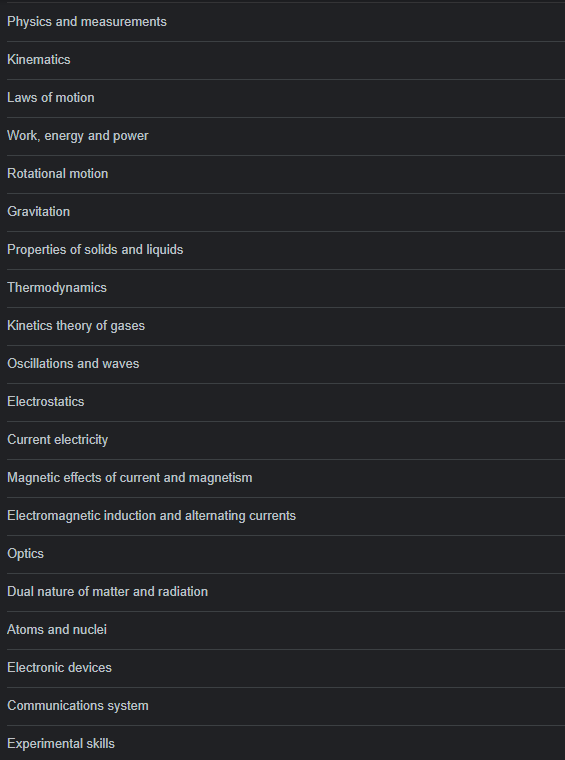 Physics and measurements
Kinematics
Laws of motion
Work, energy and power
Rotational motion
Gravitation
Properties of solids and liquids
Thermodynamics
Kinetics theory of gases
Oscillations and waves
Electrostatics
Current electricity
Magnetic effects of current and magnetism
Electromagnetic induction and alternating currents
Optics
Dual nature of matter and radiation
Atoms and nuclei
Electronic devices
Communications system
Experimental skills